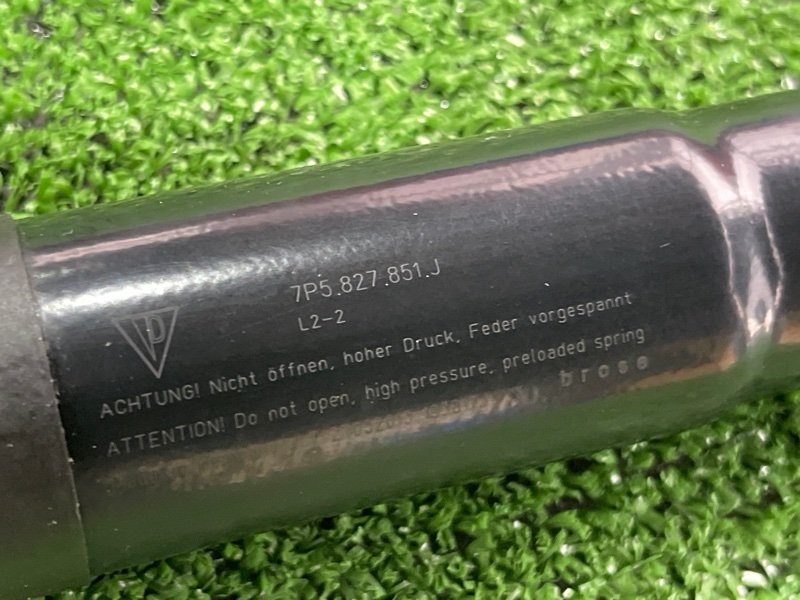 7P5.827.851.J
L2-2
ACHTUNG! Nicht öffnen, hoher Druck, Feder vorgespannt
ATTENTION! Do not open, high pressure, preloaded spring
brose